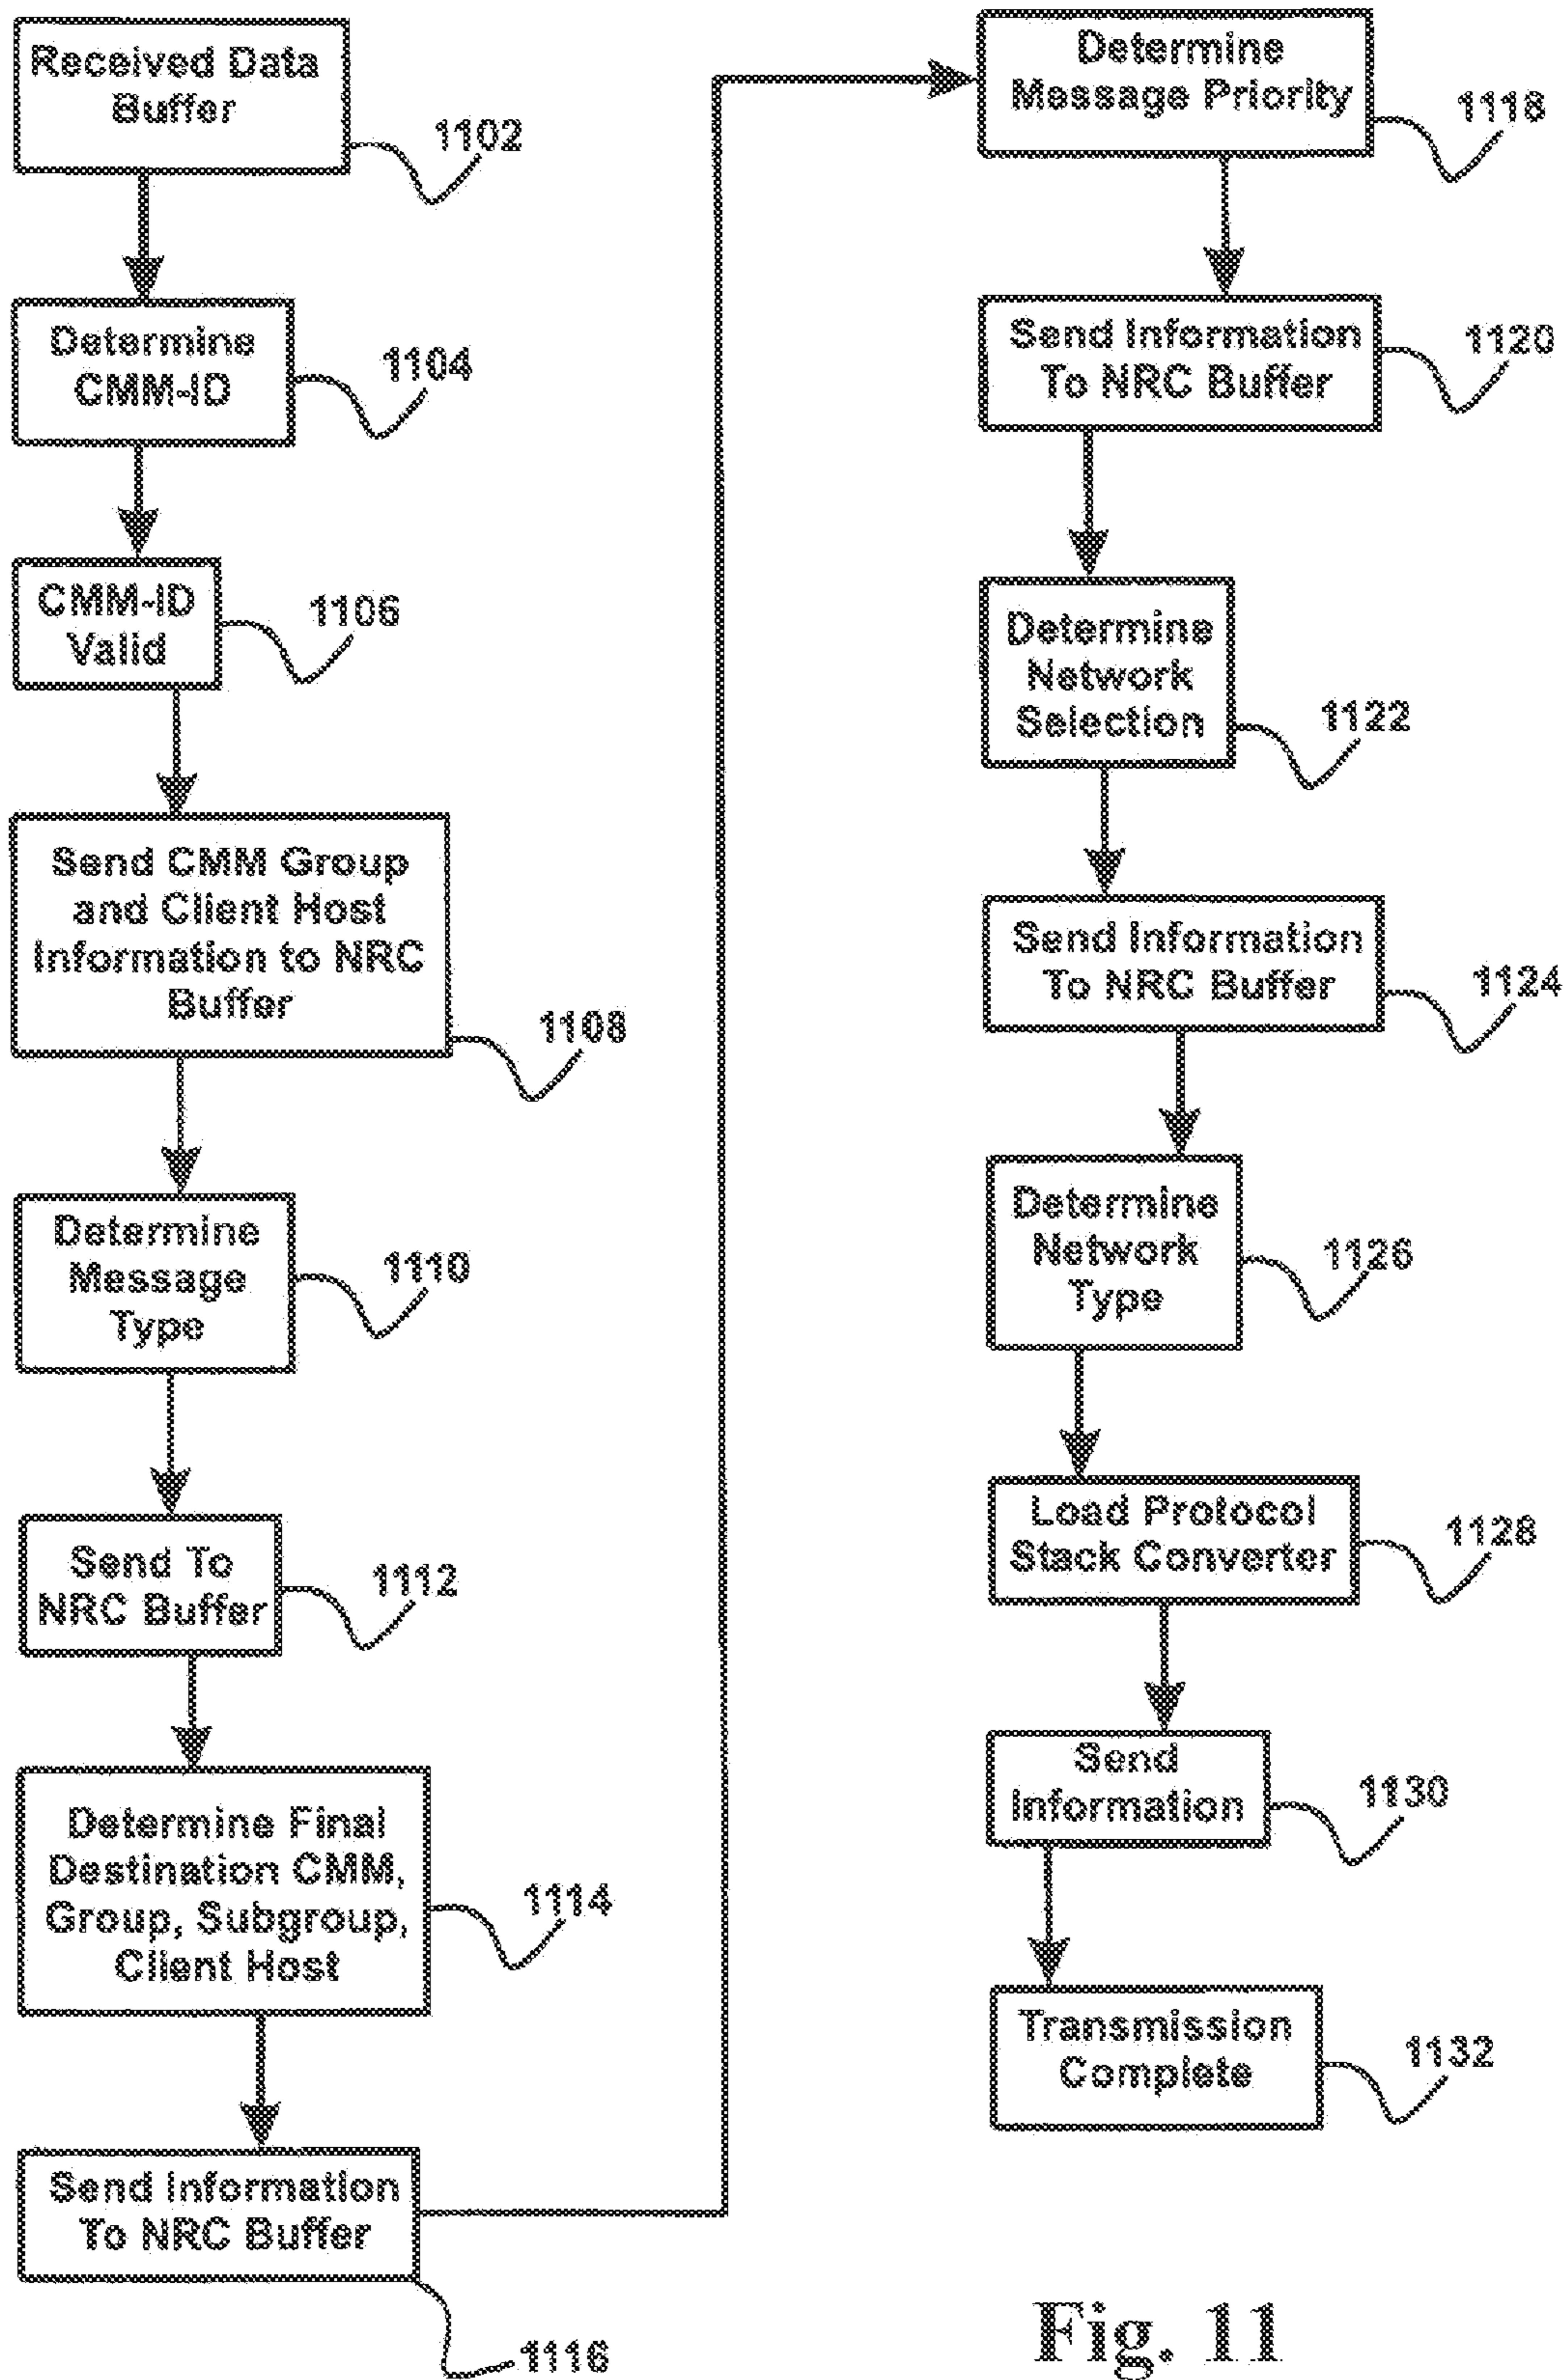 Received Data
Buffer
1102
Determine
CMM-ID
1104
CMM-ID
Valid
1106
Send CMM Group
and Client Host
Information to NRC
Buffer
1108
Determine
Message
Type
1110
Send To
NRC Buffer
1112
Determine Final
Destination CMM,
Group, Subgroup,
Client Host
1114
Send Information
To NRC Buffer
1116
Determine
Message Priority
1118
Send Information
To NRC Buffer
1120
Determine
Network
Selection
1122
Send Information
To NRC Buffer
1124
Determine
Network
Type
1126
Load Protocol
Stack Converter
1128
Send
Information
1130
Transmission
Complete
1132
Fig. 11